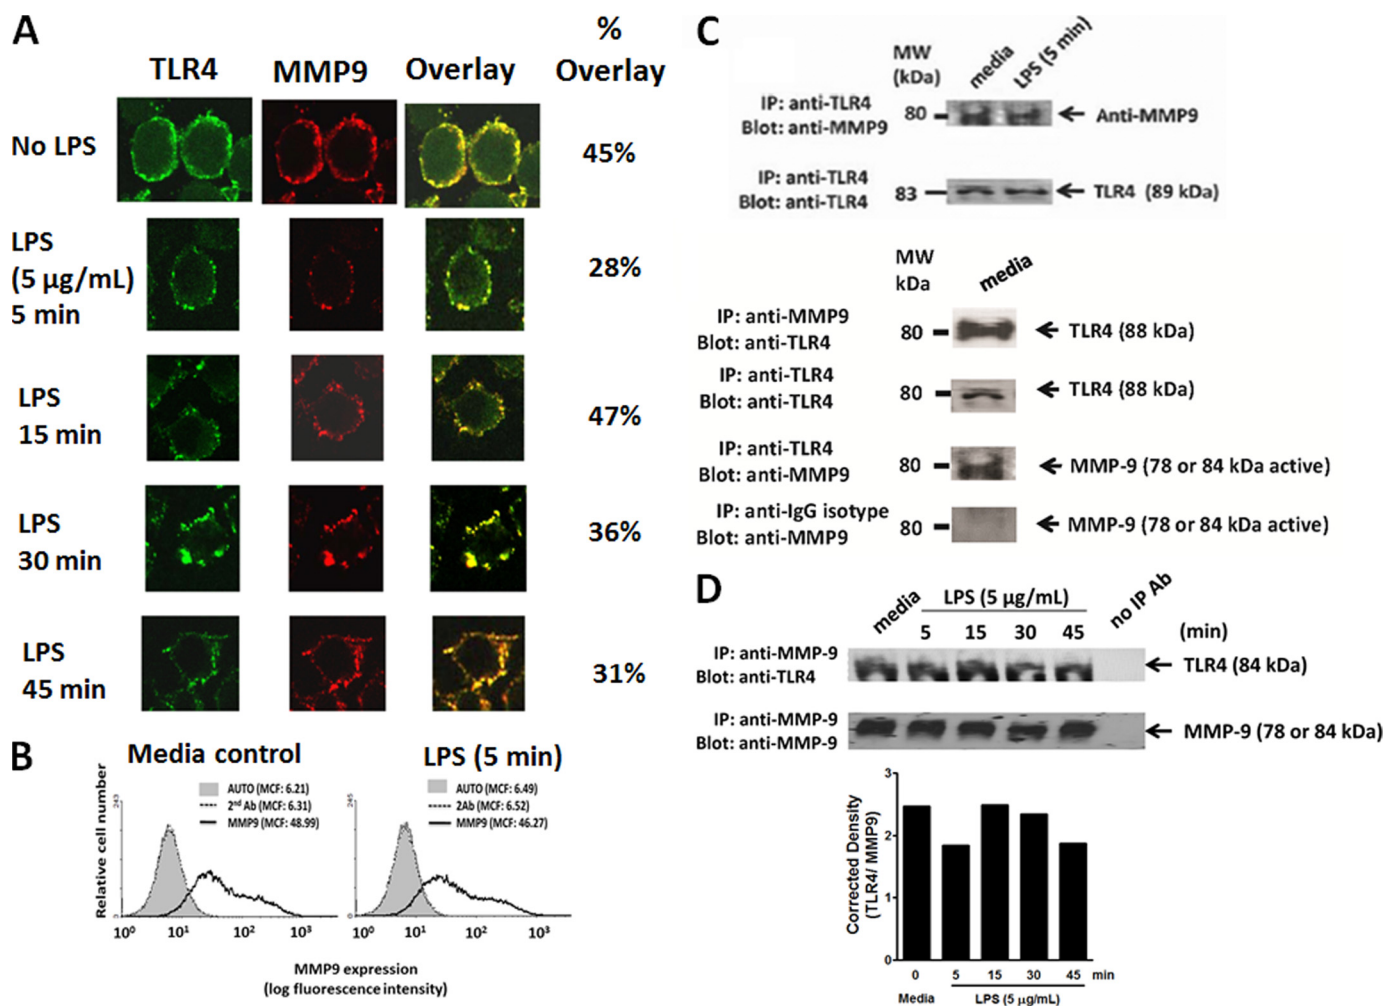 A
TLR4 MMP9 Overlay % Overlay
No LPS 45%
LPS (5 µg/mL) 5 min 28%
LPS 15 min 47%
LPS 30 min 36%
LPS 45 min 31%
B
Media control
LPS (5 min)
Relative cell number
243
AUTO (MCF: 6.21)
2nd Ab (MCF: 6.31)
MMP9 (MCF: 48.99)
0
10⁰ 10¹ 10² 10³
245
AUTO (MCF: 6.49)
2Ab (MCF: 6.52)
MMP9 (MCF: 46.27)
0
10⁰ 10¹ 10² 10³
MMP9 expression
(log fluorescence intensity)
C
MW (kDa) media LPS (5 min)
IP: anti-TLR4
Blot: anti-MMP9
80
Anti-MMP9
IP: anti-TLR4
Blot: anti-TLR4
83
TLR4 (89 kDa)
MW kDa media
IP: anti-MMP9
Blot: anti-TLR4
80
TLR4 (88 kDa)
IP: anti-TLR4
Blot: anti-TLR4
80
TLR4 (88 kDa)
IP: anti-TLR4
Blot: anti-MMP9
80
MMP-9 (78 or 84 kDa active)
IP: anti-IgG isotype
Blot: anti-MMP9
80
MMP-9 (78 or 84 kDa active)
D
media LPS (5 µg/mL) no IP Ab
5 15 30 45 (min)
IP: anti-MMP-9
Blot: anti-TLR4
TLR4 (84 kDa)
IP: anti-MMP-9
Blot: anti-MMP-9
MMP-9 (78 or 84 kDa)
Corrected Density
(TLR4/ MMP9)
3
2
1
0
0 5 15 30 45 min
Media LPS (5 µg/mL)